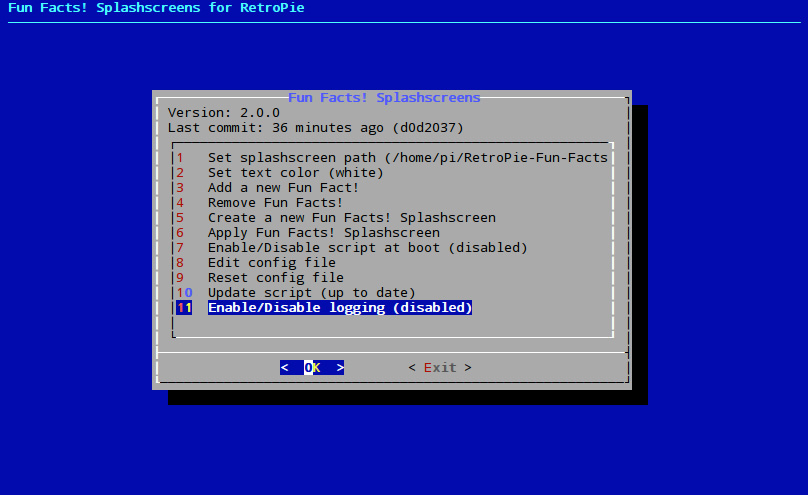 Fun Facts! Splashscreens for RetroPie
Fun Facts! Splashscreens
Version: 2.0.0
Last commit: 36 minutes ago (d0d2037)
1 Set splashscreen path (/home/pi/RetroPie-Fun-Facts
2 Set text color (white)
3 Add a new Fun Fact!
4 Remove Fun Facts!
5 Create a new Fun Facts! Splashscreen
6 Apply Fun Facts! Splashscreen
7 Enable/Disable script at boot (disabled)
8 Edit config file
9 Reset config file
10 Update script (up to date)
11 Enable/Disable logging (disabled)
< OK > < Exit >